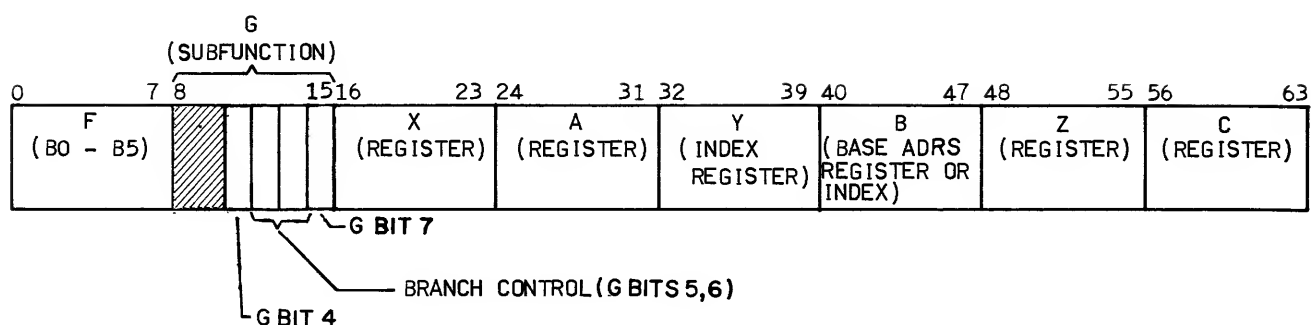 G
(SUBFUNCTION)
0 7 8 15 16 23 24 31 32 39 40 47 48 55 56 63
F
(B0 - B5)
X
(REGISTER)
A
(REGISTER)
Y
(INDEX
REGISTER)
B
(BASE ADRS
REGISTER OR
INDEX)
Z
(REGISTER)
C
(REGISTER)
G BIT 7
BRANCH CONTROL (G BITS 5,6)
G BIT 4